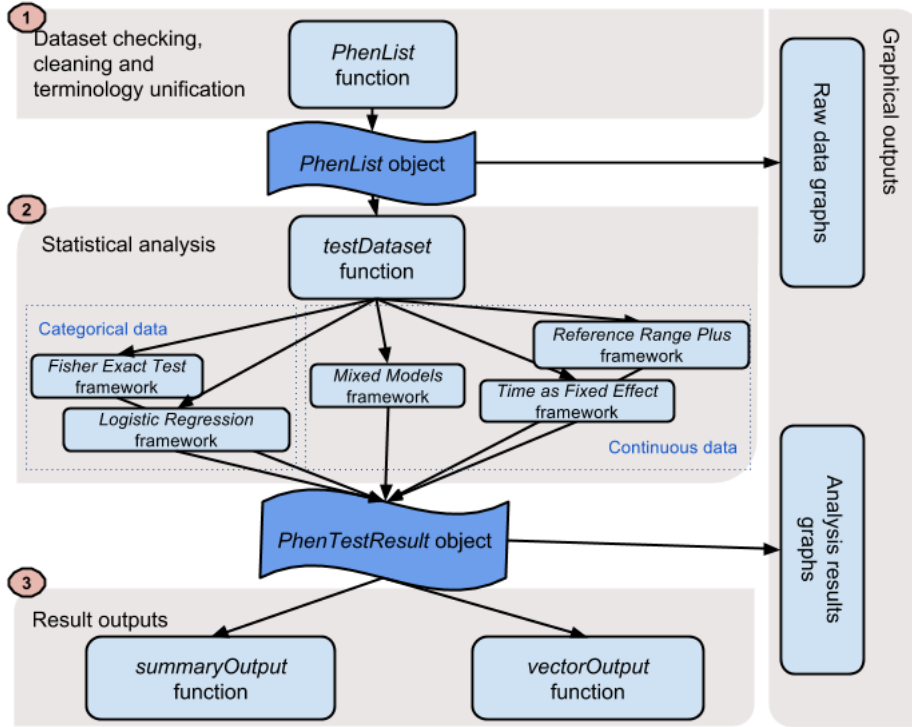 1
Dataset checking,
cleaning and
terminology unification
PhenList
function
PhenList object
Graphical outputs
Raw data graphs
2
Statistical analysis
testDataset
function
Categorical data
Fisher Exact Test
framework
Logistic Regression
framework
Mixed Models
framework
Reference Range Plus
framework
Time as Fixed Effect
framework
Continuous data
PhenTestResult object
Analysis results
graphs
3
Result outputs
summaryOutput
function
vectorOutput
function